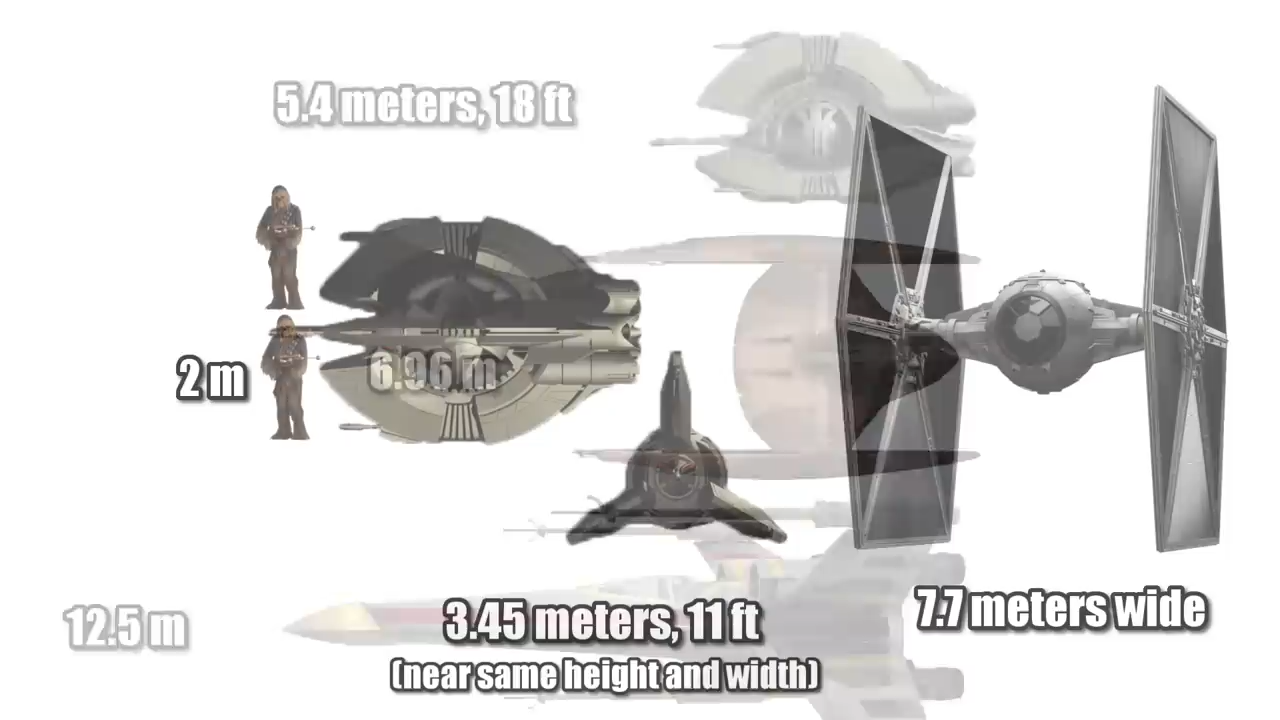 5.4 meters, 18 ft
2 m
6.96 m
12.5 m
3.45 meters, 11 ft
(near same height and width)
7.7 meters wide